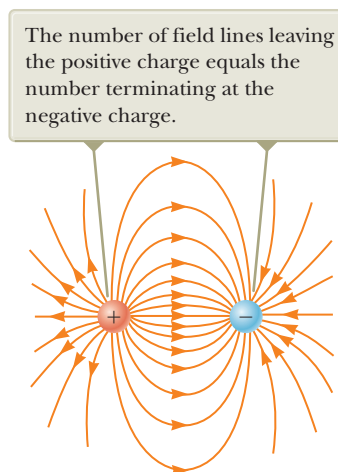 The number of field lines leaving
the positive charge equals the
number terminating at the
negative charge.
+ −